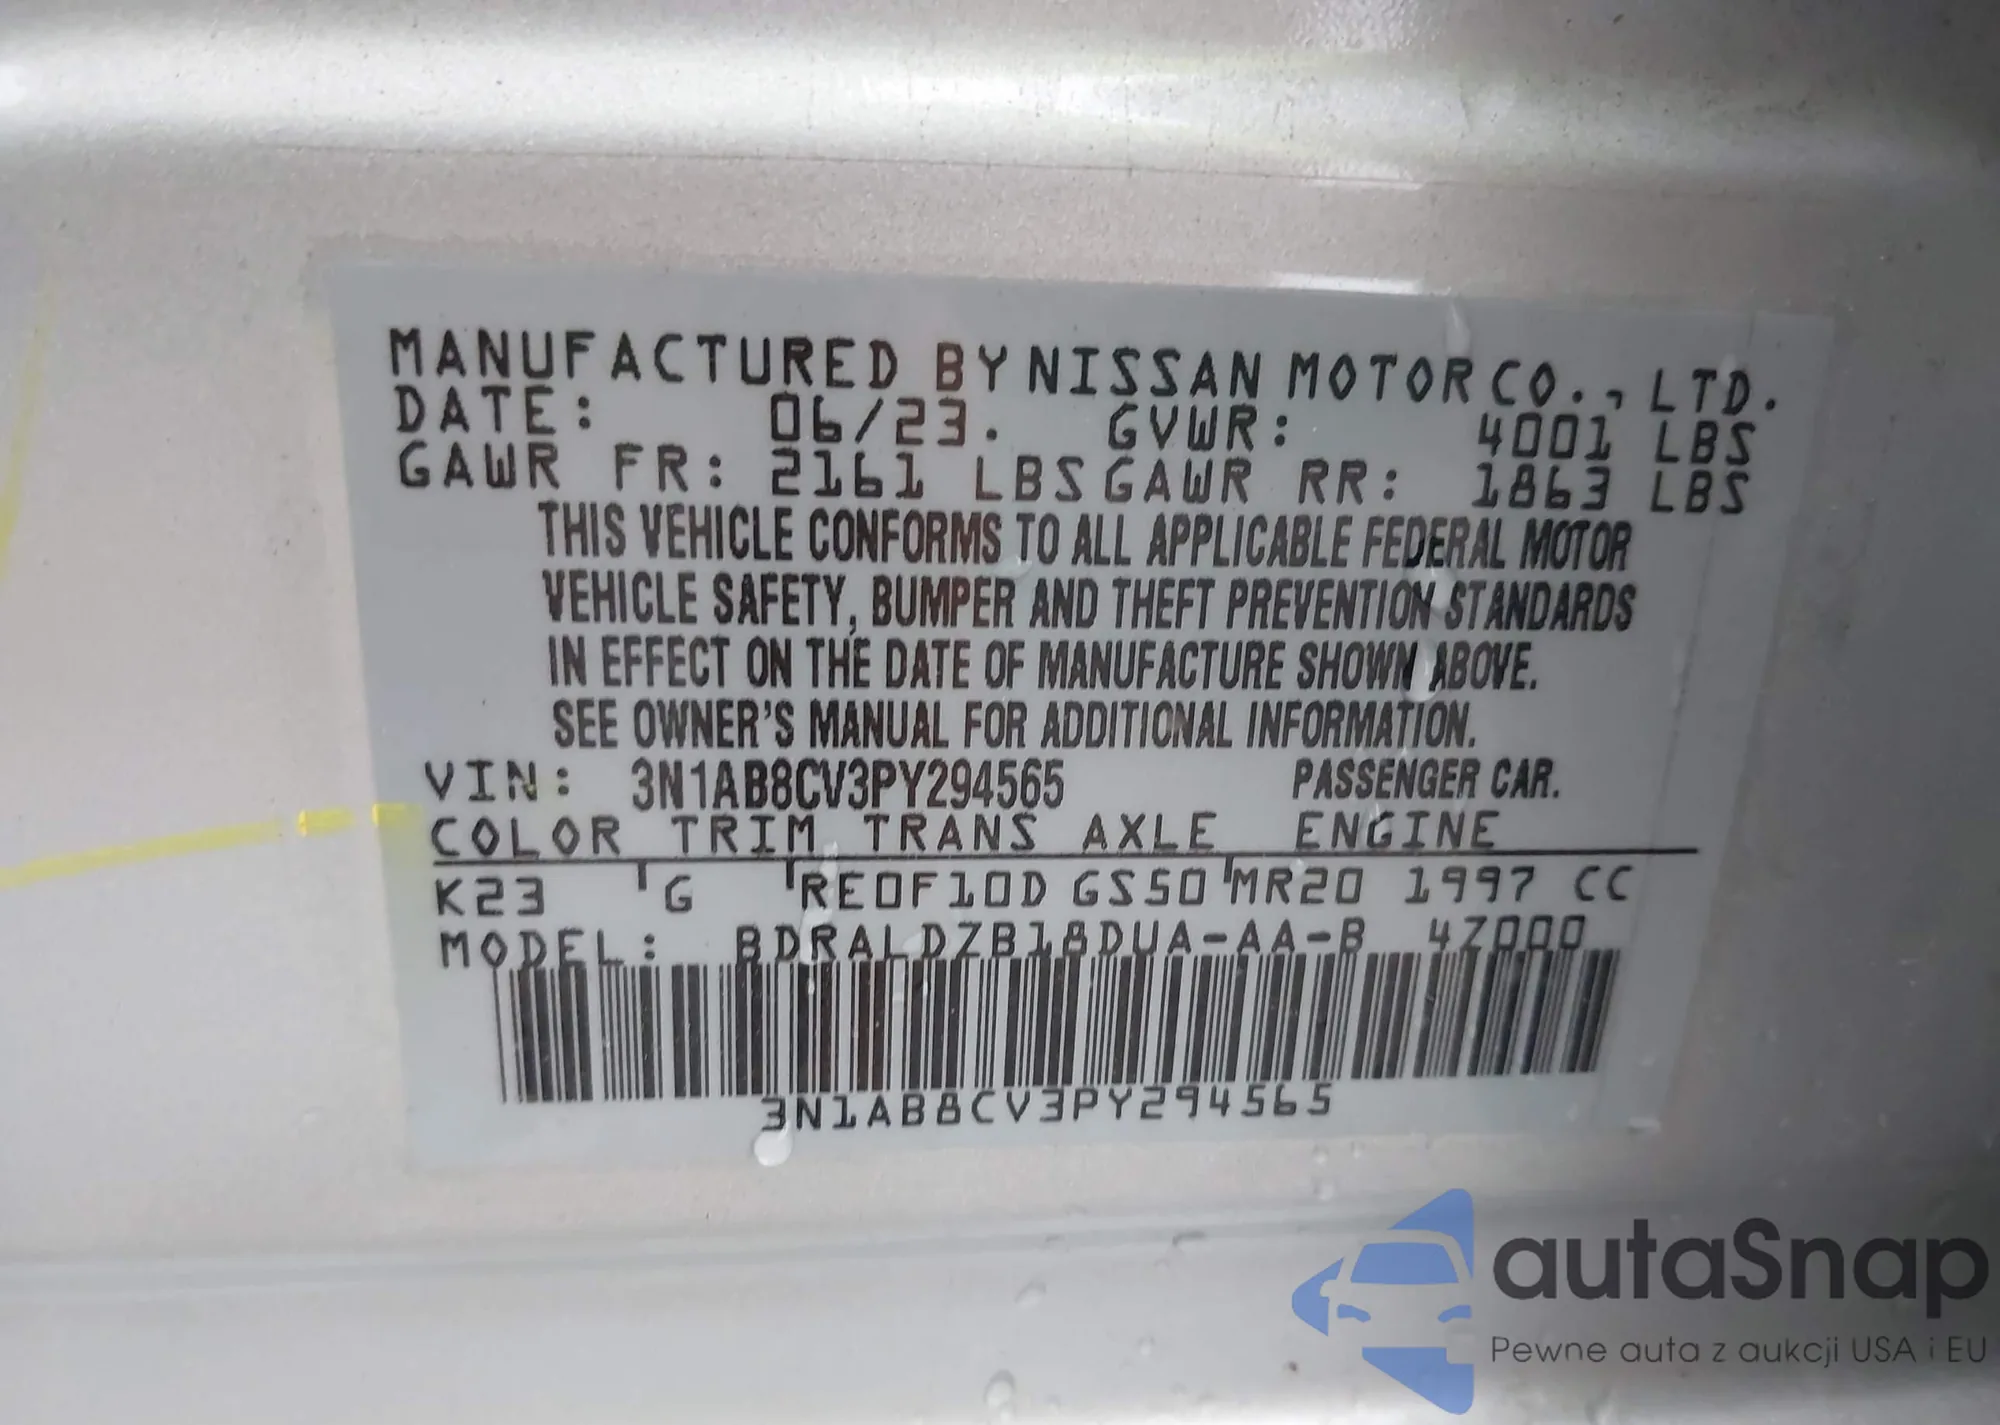 MANUFACTURED BY NISSAN MOTOR CO., LTD.
DATE: 06/23. GVWR: 4001 LBS
GAWR FR: 2161 LBS GAWR RR: 1863 LBS
THIS VEHICLE CONFORMS TO ALL APPLICABLE FEDERAL MOTOR
VEHICLE SAFETY, BUMPER AND THEFT PREVENTION STANDARDS
IN EFFECT ON THE DATE OF MANUFACTURE SHOWN ABOVE.
SEE OWNER'S MANUAL FOR ADDITIONAL INFORMATION.
VIN: 3N1AB8CV3PY294565 PASSENGER CAR.
COLOR TRIM TRANS AXLE ENGINE
K23 G RE0F10D GS50 MR20 1997 CC
MODEL: BDRALDZB18DUA-AA-B 4Z000
3N1AB8CV3PY294565
autaSnap
Pewne auta z aukcji USA i EU